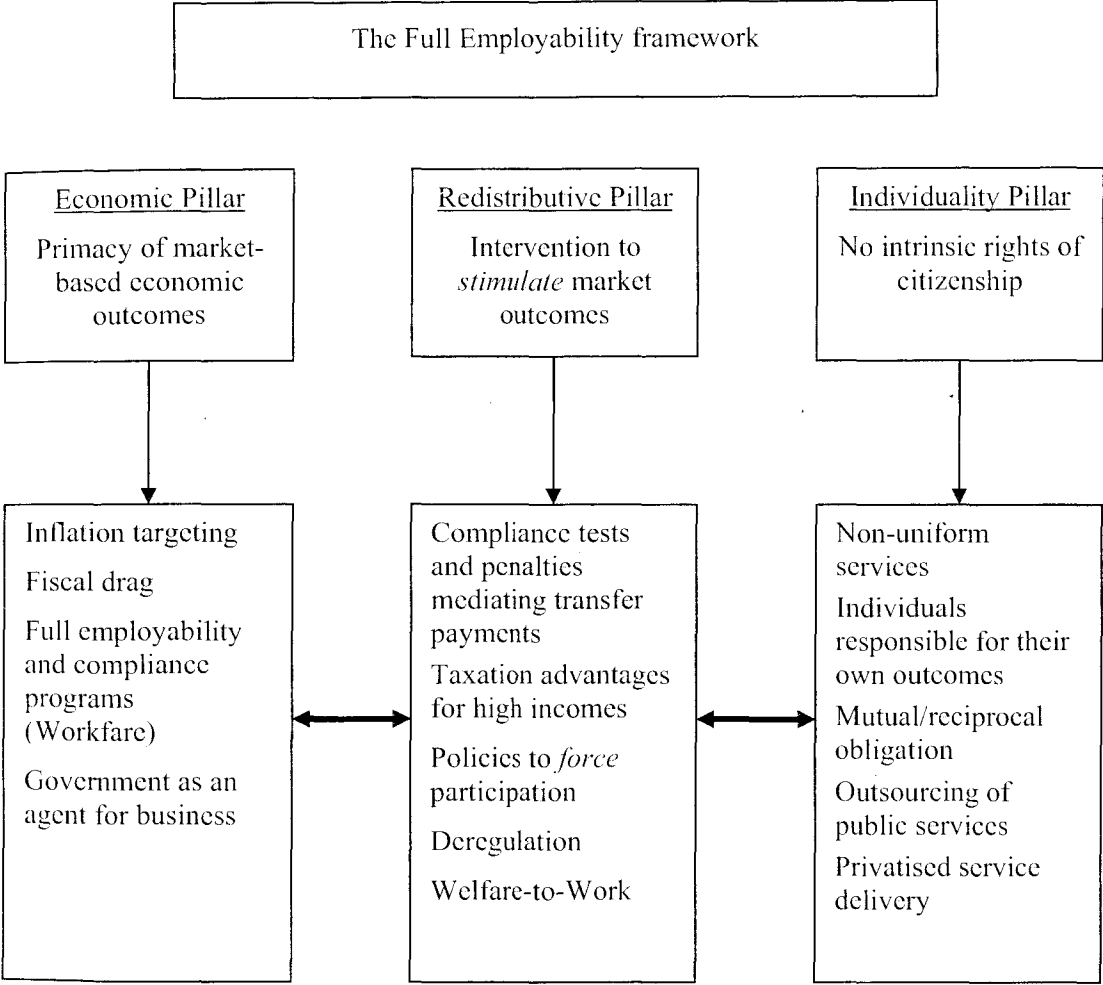 The Full Employability framework
Economic Pillar
Primacy of market-
based economic
outcomes
Redistributive Pillar
Intervention to
stimulate market
outcomes
Individuality Pillar
No intrinsic rights of
citizenship
Inflation targeting
Fiscal drag
Full employability
and compliance
programs
(Workfare)
Government as an
agent for business
Compliance tests
and penalties
mediating transfer
payments
Taxation advantages
for high incomes
Policies to force
participation
Deregulation
Welfare-to-Work
Non-uniform
services
Individuals
responsible for their
own outcomes
Mutual/reciprocal
obligation
Outsourcing of
public services
Privatised service
delivery